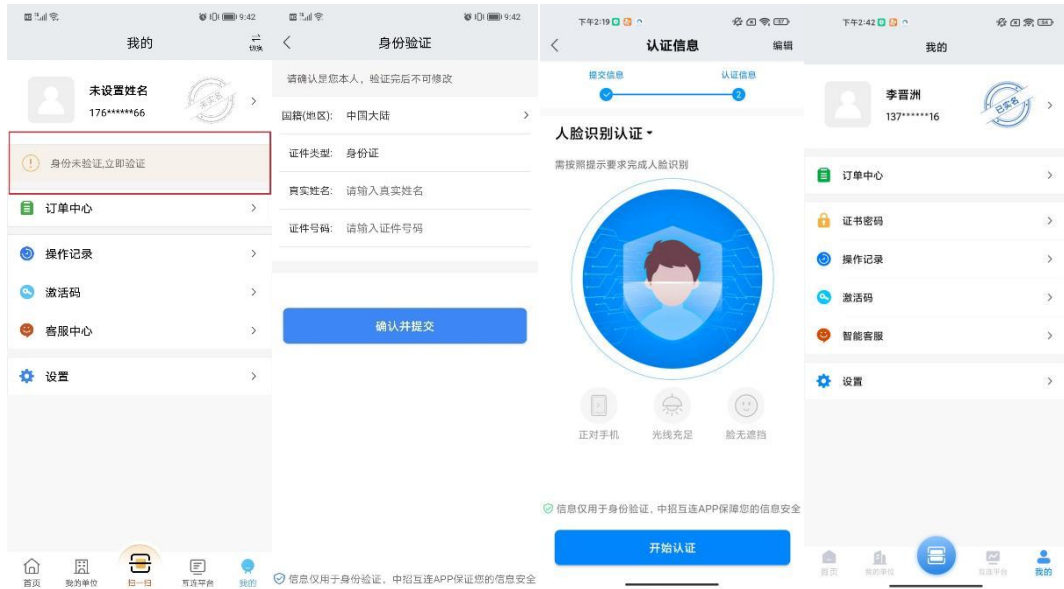 9:42
我的
切换
未设置姓名
176******66
未实名
身份未验证,立即验证
订单中心
操作记录
激活码
客服中心
设置
首页
我的单位
扫一扫
互连平台
我的
9:42
身份验证
请确认是您本人，验证完后不可修改
国籍(地区): 中国大陆
证件类型: 身份证
真实姓名: 请输入真实姓名
证件号码: 请输入证件号码
确认并提交
信息仅用于身份验证，中招互连APP保证您的信息安全
下午2:19
认证信息
编辑
提交信息
认证信息
2
人脸识别认证
需按照提示要求完成人脸识别
正对手机
光线充足
脸无遮挡
信息仅用于身份验证，中招互连APP保障您的信息安全
开始认证
下午2:42
我的
李晋洲
137******16
已实名
订单中心
证书密码
操作记录
激活码
智能客服
设置
首页
我的单位
互连平台
我的